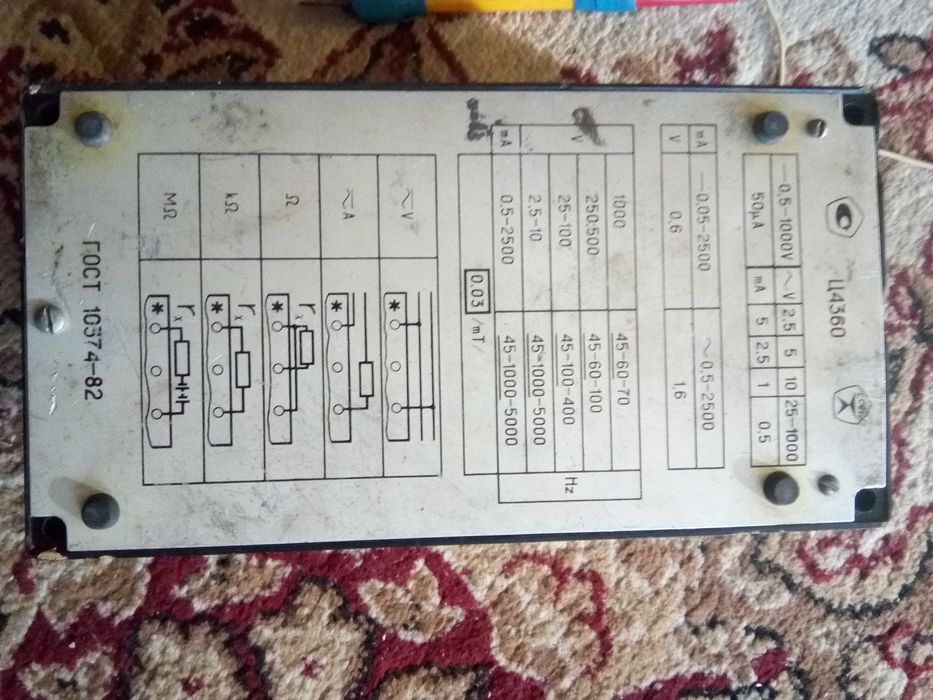 Ц4360
—0,5-1000V ∼V 2,5 5 10 25-1000
50μA mA 5 2,5 1 0,5
mA —0,05-2500 ∼0,5-2500
V 0,6 1,6
V 1000 45-60-70 Hz
250;500 45-60-100
25-100 45-100-400
2,5-10 45-1000-5000
mA 0,5-2500 45-1000-5000
0.03 /mT/
V
A
Ω rx
kΩ rx
MΩ rx
ГОСТ 10374-82